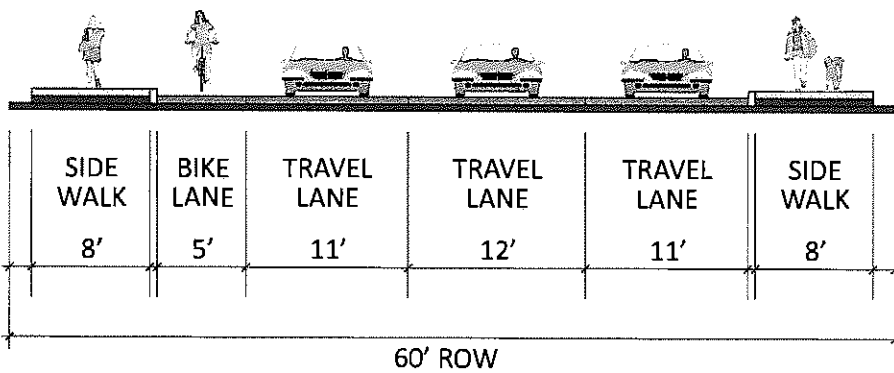 SIDE
WALK
8'
BIKE
LANE
5'
TRAVEL
LANE
11'
TRAVEL
LANE
12'
TRAVEL
LANE
11'
SIDE
WALK
8'
60' ROW